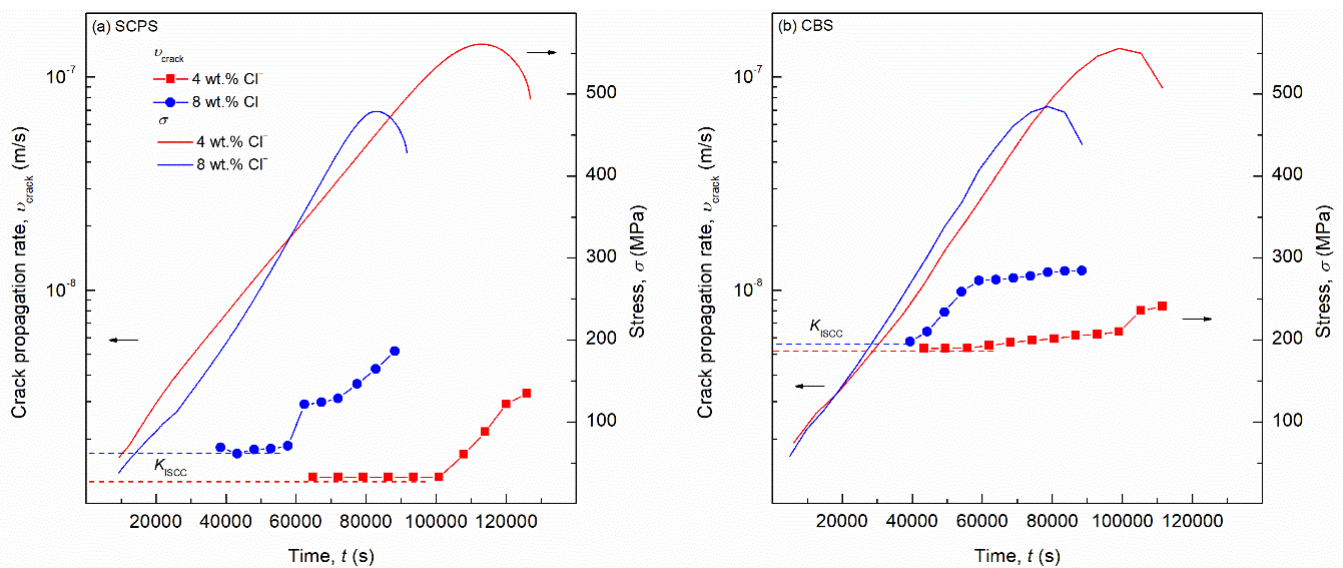 (a) SCPS
υcrack
4 wt.% Cl⁻
8 wt.% Cl
σ
4 wt.% Cl⁻
8 wt.% Cl⁻
KISCC
10⁻⁷
10⁻⁸
Crack propagation rate, υcrack (m/s)
500
400
300
200
100
Stress, σ (MPa)
20000 40000 60000 80000 100000 120000
Time, t (s)
(b) CBS
KISCC
10⁻⁷
10⁻⁸
Crack propagation rate, υcrack (m/s)
500
400
300
200
100
Stress, σ (MPa)
20000 40000 60000 80000 100000 120000
Time, t (s)